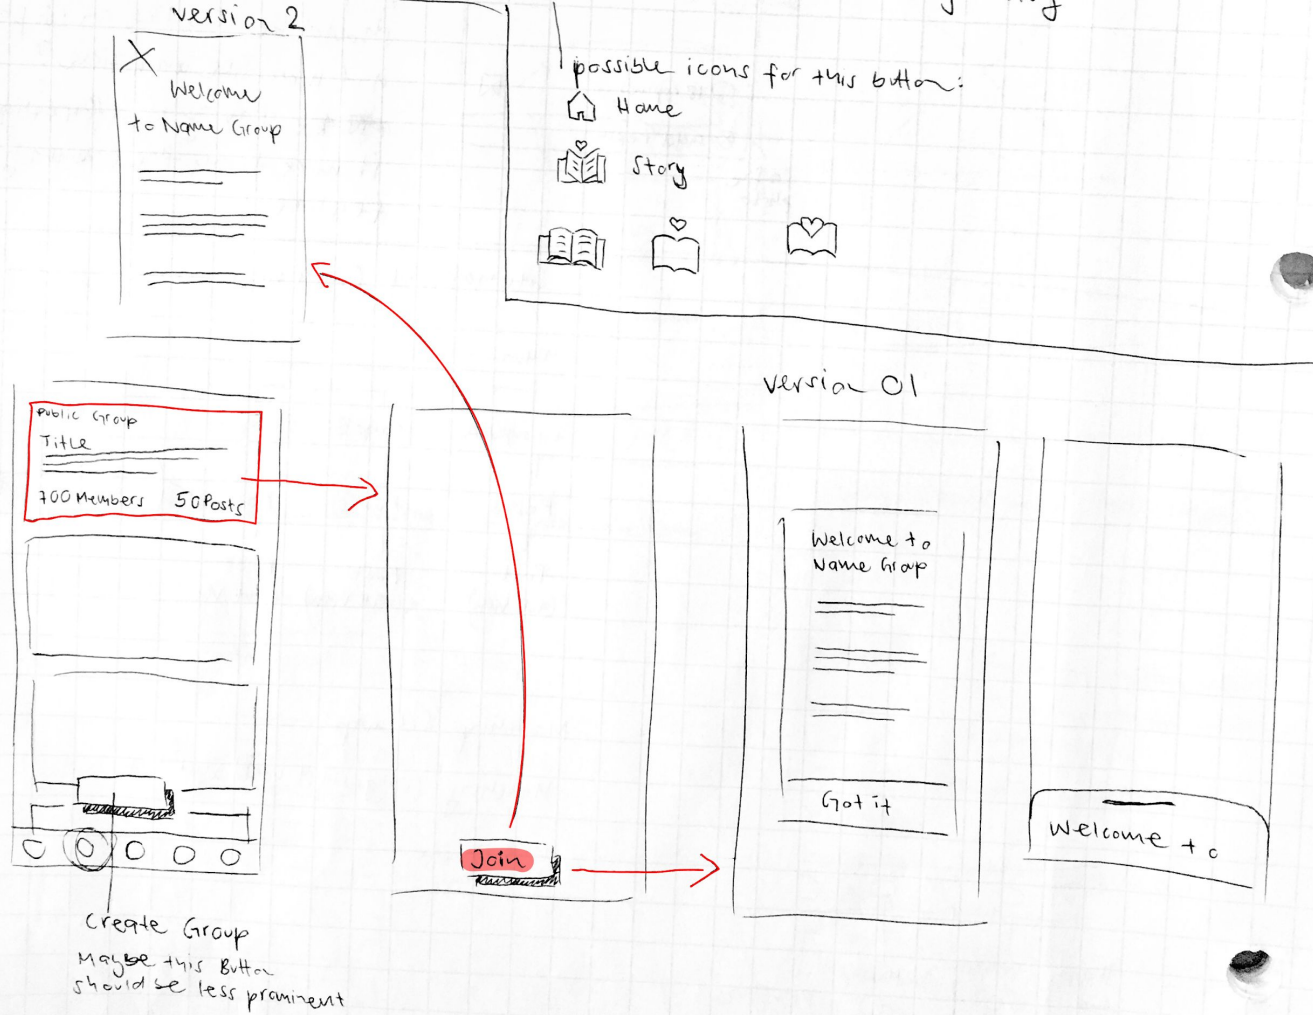 version 2
X
Welcome
to Name Group
possible icons for this button:
Home
Story
Public Group
Title
700 Members 50 Posts
Create Group
Maybe this Button
should be less prominent
Join
version 01
Welcome to
Name Group
Got it
Welcome to